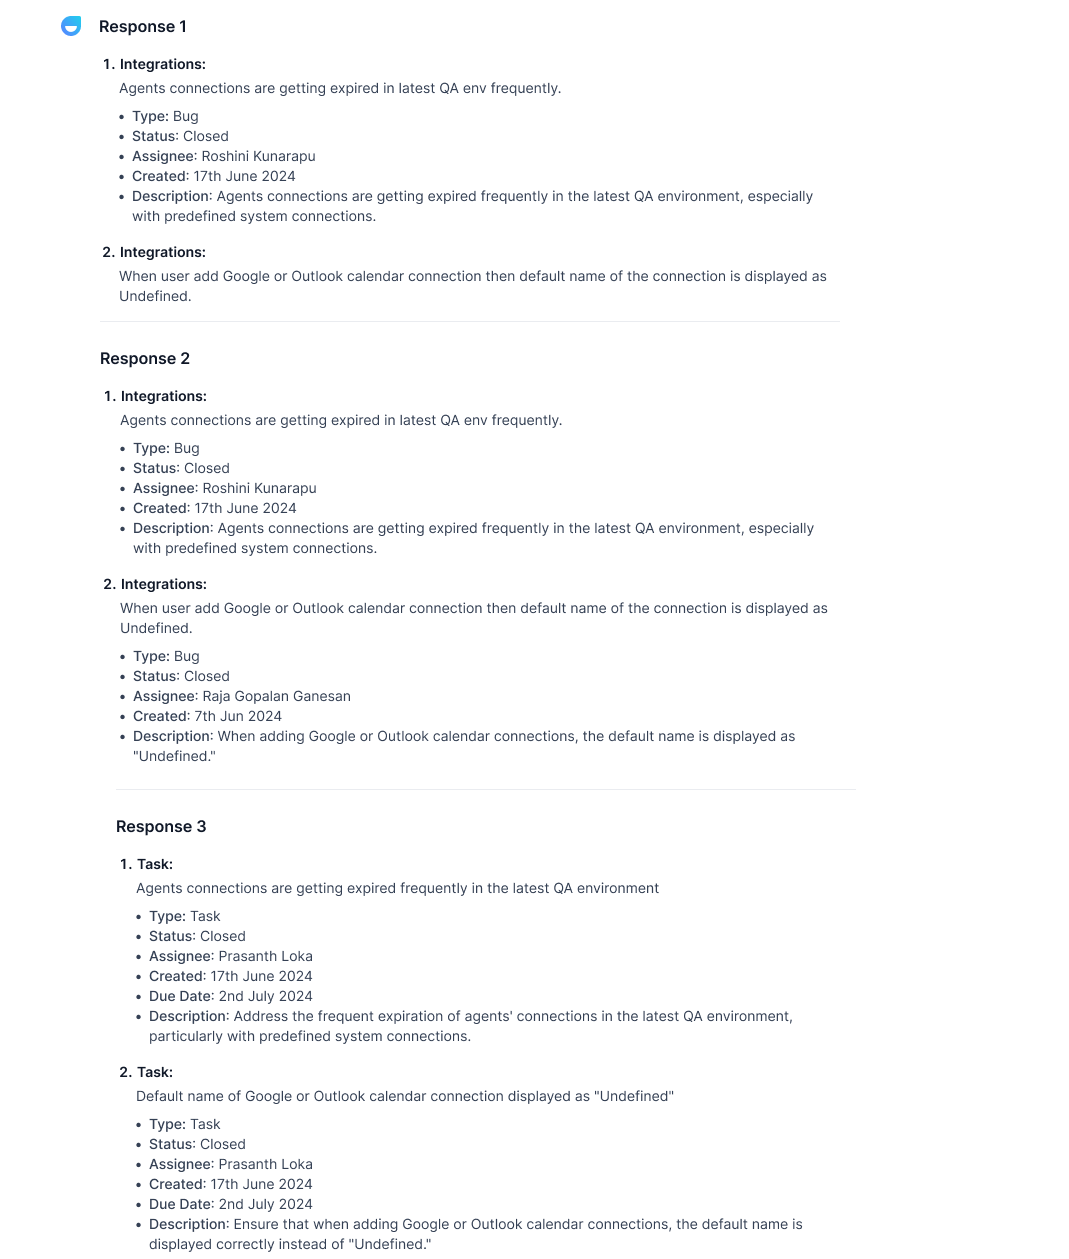 Response 1
1. Integrations:
Agents connections are getting expired in latest QA env frequently.
• Type: Bug
• Status: Closed
• Assignee: Roshini Kunarapu
• Created: 17th June 2024
• Description: Agents connections are getting expired frequently in the latest QA environment, especially
with predefined system connections.
2. Integrations:
When user add Google or Outlook calendar connection then default name of the connection is displayed as
Undefined.
Response 2
1. Integrations:
Agents connections are getting expired in latest QA env frequently.
• Type: Bug
• Status: Closed
• Assignee: Roshini Kunarapu
• Created: 17th June 2024
• Description: Agents connections are getting expired frequently in the latest QA environment, especially
with predefined system connections.
2. Integrations:
When user add Google or Outlook calendar connection then default name of the connection is displayed as
Undefined.
• Type: Bug
• Status: Closed
• Assignee: Raja Gopalan Ganesan
• Created: 7th Jun 2024
• Description: When adding Google or Outlook calendar connections, the default name is displayed as
"Undefined."
Response 3
1. Task:
Agents connections are getting expired frequently in the latest QA environment
• Type: Task
• Status: Closed
• Assignee: Prasanth Loka
• Created: 17th June 2024
• Due Date: 2nd July 2024
• Description: Address the frequent expiration of agents' connections in the latest QA environment,
particularly with predefined system connections.
2. Task:
Default name of Google or Outlook calendar connection displayed as "Undefined"
• Type: Task
• Status: Closed
• Assignee: Prasanth Loka
• Created: 17th June 2024
• Due Date: 2nd July 2024
• Description: Ensure that when adding Google or Outlook calendar connections, the default name is
displayed correctly instead of "Undefined."